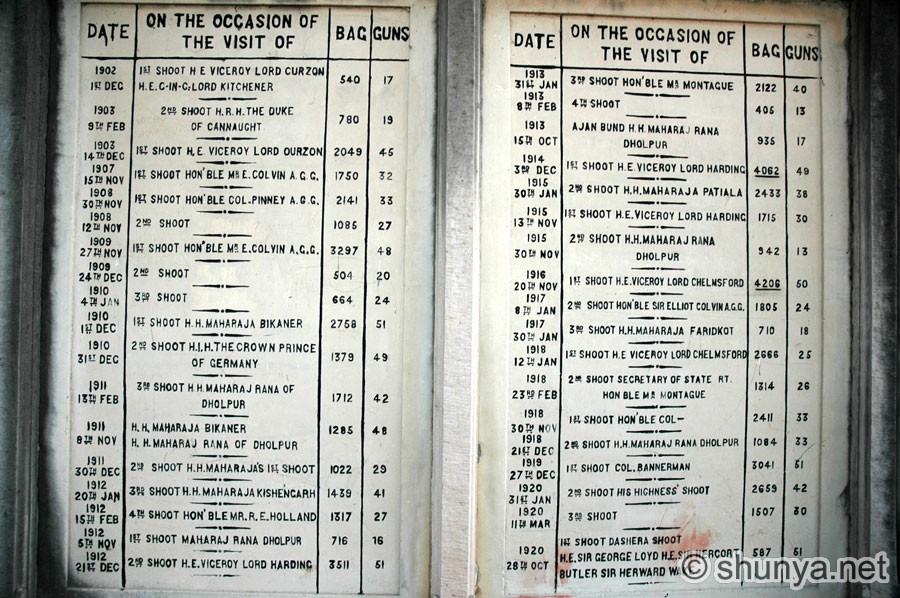 DATE ON THE OCCASION OF THE VISIT OF BAG GUNS
1902
1ST DEC 1ST SHOOT H E VICEROY LORD CURZON 540 17
H.E.C-IN-C; LORD KITCHENER
1903
9TH FEB 2ND SHOOT H.R.H. THE DUKE 780 19
OF CANNAUGHT
1903
14TH DEC 1ST SHOOT H.E. VICEROY LORD OURZON 2049 45
1907
15TH NOV 1ST SHOOT HON'BLE MR E. COLVIN A.G.G. 1750 32
1908
30TH NOV 1ST SHOOT HON'BLE COL-PINNEY A.G.G. 2141 33
1908
12TH NOV 2ND SHOOT 1085 27
1909
27TH NOV 1ST SHOOT HON'BLE MR E. COLVIN A.G.G. 3297 48
1909
24TH DEC 2ND SHOOT 504 20
1910
4TH JAN 3RD SHOOT 664 24
1910
1ST DEC 1ST SHOOT H.H. MAHARAJA BIKANER 2758 51
1910
31ST DEC 2ND SHOOT H.I.H. THE CROWN PRINCE 1379 49
OF GERMANY
1911
13TH FEB 3RD SHOOT H.H. MAHARAJ RANA OF 1712 42
DHOLPUR
1911
8TH NOV H.H. MAHARAJA BIKANER 1285 48
H.H. MAHARAJ RANA OF DHOLPUR
1911
30TH DEC 2ND SHOOT H.H. MAHARAJA'S 1ST SHOOT 1022 29
1912
20TH JAN 3RD SHOOT H.H. MAHARAJA KISHENGARH 1439 41
1912
15TH FEB 4TH SHOOT HON'BLE MR. R. E. HOLLAND 1317 27
1912
5TH NOV 1ST SHOOT MAHARAJ RANA DHOLPUR 716 16
1912
21ST DEC 2ND SHOOT H.E. VICEROY LORD HARDING 3511 51
DATE ON THE OCCASION OF THE VISIT OF BAG GUNS
1913
31ST JAN 3RD SHOOT HON'BLE MR MONTAGUE 2122 40
1913
8TH FEB 4TH SHOOT 405 13
1913
15TH OCT AJAN BUND H.H. MAHARAJ RANA 935 17
DHOLPUR
1914
3RD DEC 1ST SHOOT H.E. VICEROY LORD HARDING 4062 49
1915
30TH JAN 2ND SHOOT H.H. MAHARAJA PATIALA 2433 38
1915
13TH NOV 1ST SHOOT H.E. VICEROY LORD HARDING 1715 30
1915
30TH NOV 2ND SHOOT H.H. MAHARAJ RANA 942 13
DHOLPUR
1916
20TH NOV 1ST SHOOT H.E. VICEROY LORD CHELMSFORD 4206 50
1917
8TH JAN 2ND SHOOT HON'BLE SIR ELLIOT COLVIN A.G.G. 1805 24
1917
30TH JAN 3RD SHOOT H.H. MAHARAJA FARIDKOT 710 18
1918
12TH JAN 1ST SHOOT H.E VICEROY LORD CHELMSFORD 2666 25
1918
23RD FEB 2ND SHOOT SECRETARY OF STATE RT. 1314 26
HON BLE MR MONTAGUE
1918
30TH NOV 1ST SHOOT HON'BLE COL- 2411 33
1918
21ST DEC 2ND SHOOT H.H. MAHARAJ RANA DHOLPUR 1084 33
1919
27TH DEC 1ST SHOOT COL. BANNERMAN 3041 51
1920
31ST JAN 2ND SHOOT HIS HIGHNESS' SHOOT 2659 42
1920
11TH MAR 3RD SHOOT 1507 30
1920
28TH OCT 1ST SHOOT DASHERA SHOOT
H.E. SIR GEORGE LOYD H.E. SIR HERCOR 587 51
BUTLER SIR HERWARD
© shunya.net